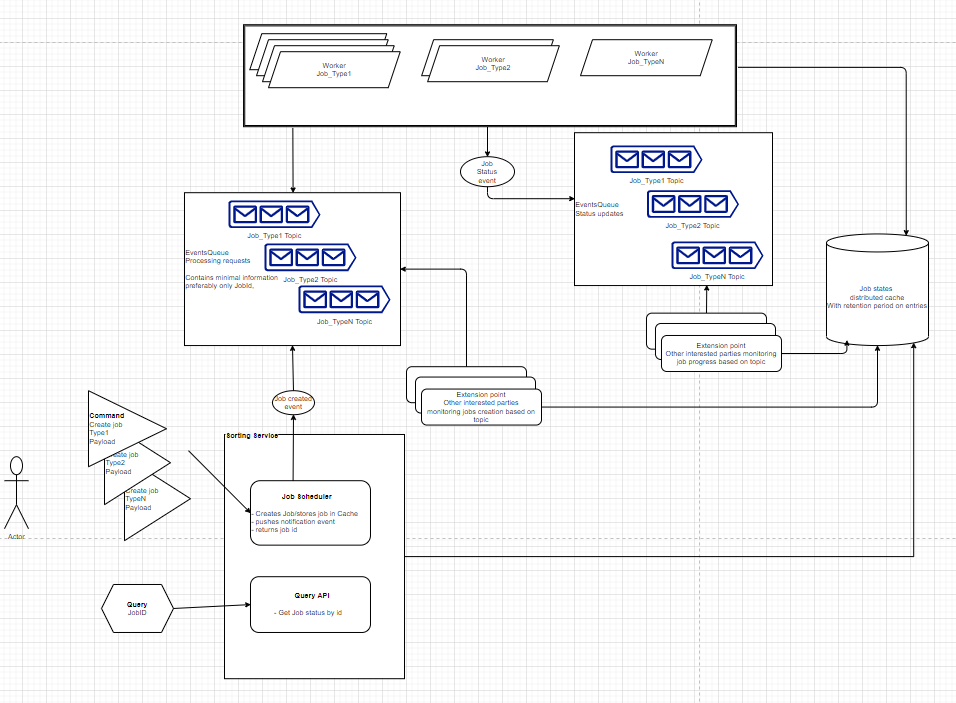 Worker
Job_Type1
Worker
Job_Type2
Worker
Job_TypeN
Job
Status
event
EventsQueue
Status updates
Job_Type1 Topic
Job_Type2 Topic
Job_TypeN Topic
Job_Type1 Topic
EventsQueue
Processing requests
Contains minimal information
preferably only JobId,
Job_Type2 Topic
Job_TypeN Topic
Job states
distributed cache
With retention period on entries
Extension point
Other interested parties monitoring
job progress based on topic
Extension point
Other interested parties
monitoring jobs creation based on
topic
Job created
event
Command
Create job
Type1
Payload
Create job
Type2
Payload
Create job
TypeN
Payload
Actor
Sorting Service
Job Scheduler
- Creates Job/stores job in Cache
- pushes notification event
- returns job id
Query
JobID
Query API
- Get Job status by id